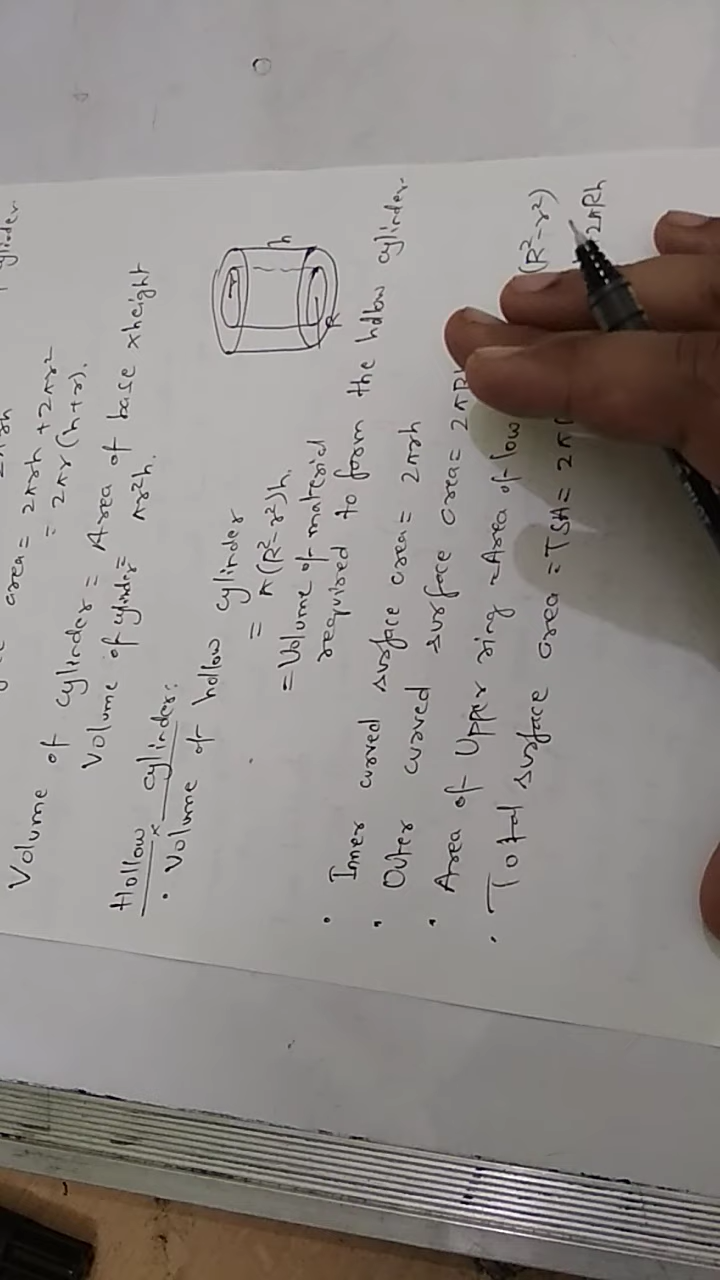 area = 2πrh + 2πr²
= 2πr (h+r).
Volume of cylinder = Area of base x height
Volume of cylinder = πr²h.
Hollow cylinder:
• Volume of hollow cylinder
= π(R²-r²)h.
= Volume of material
required to form the hollow cylinder.
h
r
R
• Inner curved surface area = 2πrh
• Outer curved surface area = 2πR
• Area of Upper ring = Area of low (R²-r²)
• Total surface area = TSA = 2π 2πRh